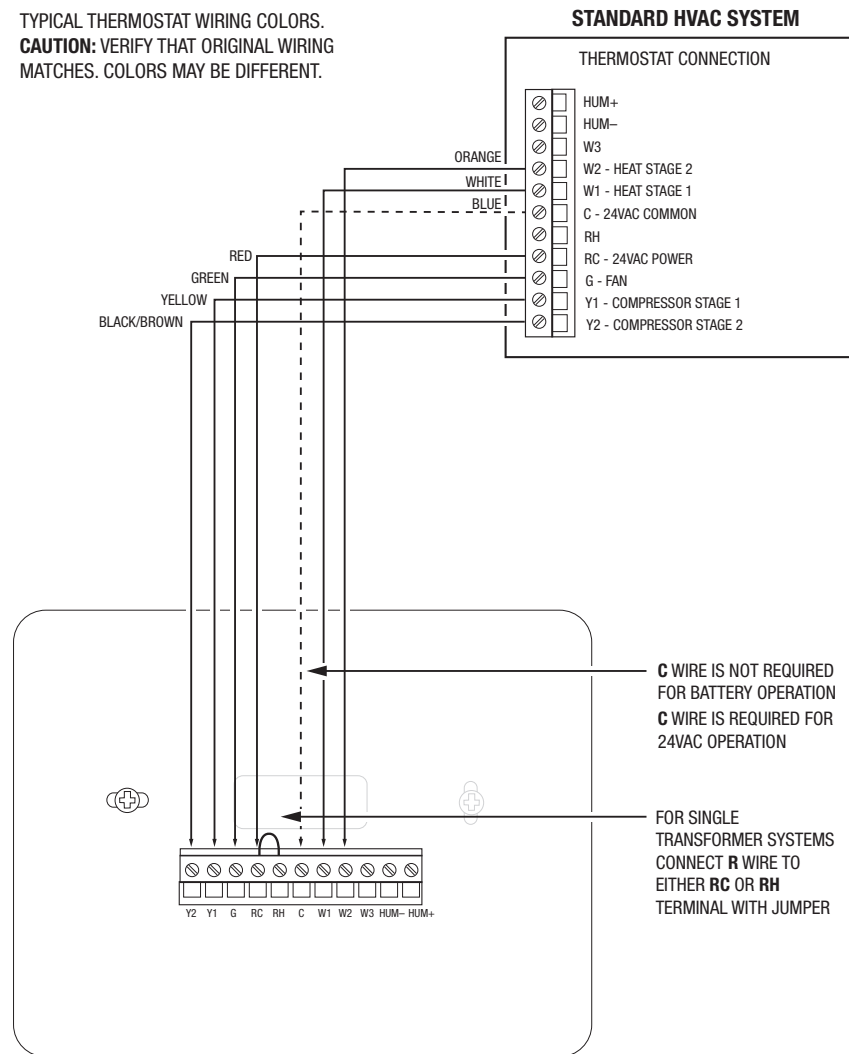 TYPICAL THERMOSTAT WIRING COLORS.
CAUTION: VERIFY THAT ORIGINAL WIRING
MATCHES. COLORS MAY BE DIFFERENT.
STANDARD HVAC SYSTEM
THERMOSTAT CONNECTION
HUM+
HUM–
W3
W2 - HEAT STAGE 2
W1 - HEAT STAGE 1
C - 24VAC COMMON
RH
RC - 24VAC POWER
G - FAN
Y1 - COMPRESSOR STAGE 1
Y2 - COMPRESSOR STAGE 2
ORANGE
WHITE
BLUE
RED
GREEN
YELLOW
BLACK/BROWN
C WIRE IS NOT REQUIRED
FOR BATTERY OPERATION
C WIRE IS REQUIRED FOR
24VAC OPERATION
FOR SINGLE
TRANSFORMER SYSTEMS
CONNECT R WIRE TO
EITHER RC OR RH
TERMINAL WITH JUMPER
Y2 Y1 G RC RH C W1 W2 W3 HUM– HUM+